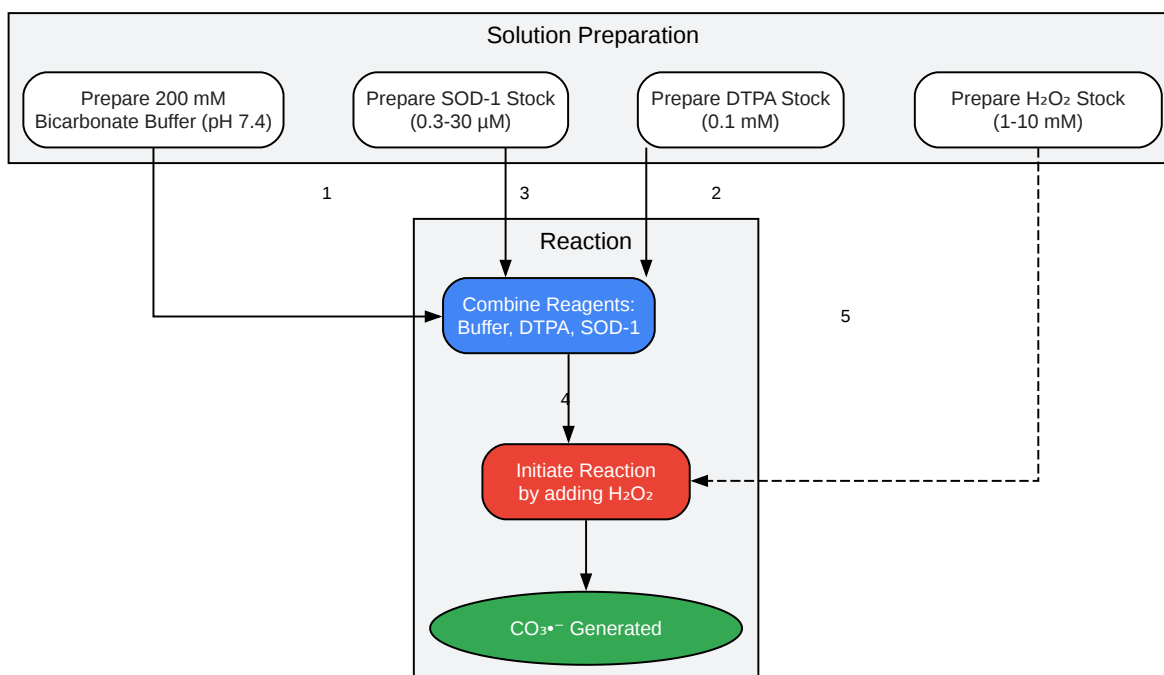 Solution Preparation
Prepare 200 mM
Bicarbonate Buffer (pH 7.4)
Prepare SOD-1 Stock
(0.3-30 µM)
Prepare DTPA Stock
(0.1 mM)
Prepare H₂O₂ Stock
(1-10 mM)
1
3
2
Reaction
Combine Reagents:
Buffer, DTPA, SOD-1
5
4
Initiate Reaction
by adding H₂O₂
CO₃•⁻ Generated